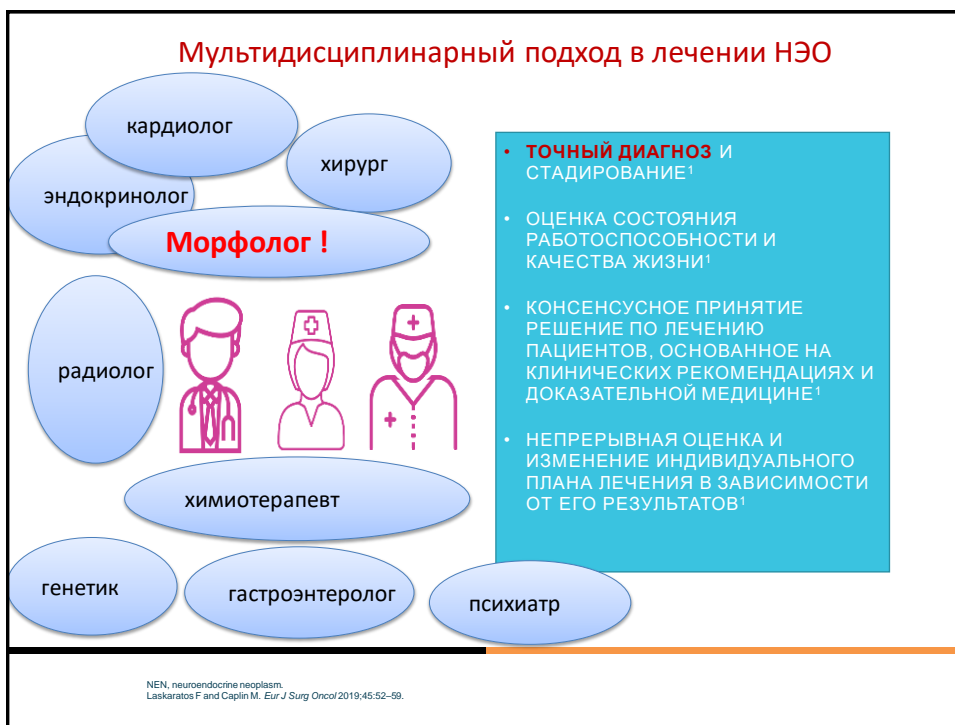 Мультидисциплинарный подход в лечении НЭО
кардиолог
хирург
эндокринолог
Морфолог !
радиолог
химиотерапевт
генетик
гастроэнтеролог
психиатр
• ТОЧНЫЙ ДИАГНОЗ И
СТАДИРОВАНИЕ¹
• ОЦЕНКА СОСТОЯНИЯ
РАБОТОСПОСОБНОСТИ И
КАЧЕСТВА ЖИЗНИ¹
• КОНСЕНСУСНОЕ ПРИНЯТИЕ
РЕШЕНИЕ ПО ЛЕЧЕНИЮ
ПАЦИЕНТОВ, ОСНОВАННОЕ НА
КЛИНИЧЕСКИХ РЕКОМЕНДАЦИЯХ И
ДОКАЗАТЕЛЬНОЙ МЕДИЦИНЕ¹
• НЕПРЕРЫВНАЯ ОЦЕНКА И
ИЗМЕНЕНИЕ ИНДИВИДУАЛЬНОГО
ПЛАНА ЛЕЧЕНИЯ В ЗАВИСИМОСТИ
ОТ ЕГО РЕЗУЛЬТАТОВ¹
NEN, neuroendocrine neoplasm.
Laskaratos F and Caplin M. Eur J Surg Oncol 2019;45:52–59.